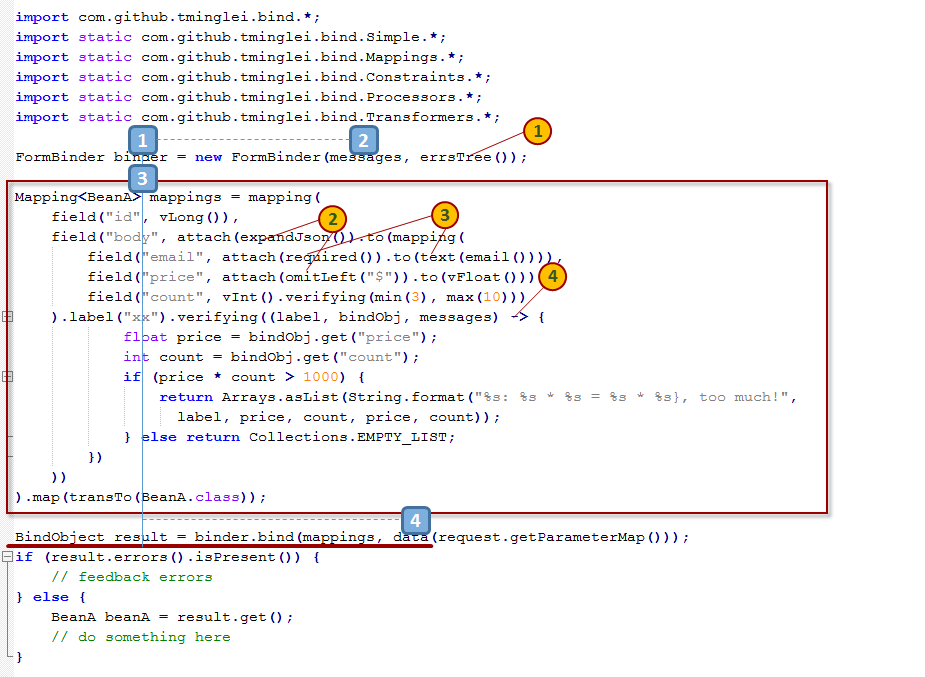 import com.github.tminglei.bind.*;
import static com.github.tminglei.bind.Simple.*;
import static com.github.tminglei.bind.Mappings.*;
import static com.github.tminglei.bind.Constraints.*;
import static com.github.tminglei.bind.Processors.*;
import static com.github.tminglei.bind.Transformers.*;
1 2 1
FormBinder binder = new FormBinder(messages, errsTree());
3
Mapping<BeanA> mappings = mapping(
    field("id", vLong()),
2 3
    field("body", attach(expandJson()).to(mapping(
        field("email", attach(required()).to(text(email()))),
        field("price", attach(omitLeft("$")).to(vFloat()))
4
        field("count", vInt().verifying(min(3), max(10)))
    ).label("xx").verifying((label, bindObj, messages) -> {
            float price = bindObj.get("price");
            int count = bindObj.get("count");
            if (price * count > 1000) {
                return Arrays.asList(String.format("%s: %s * %s = %s * %s}, too much!",
                  label, price, count, price, count));
            } else return Collections.EMPTY_LIST;
        })
    ))
).map(transTo(BeanA.class));
4
BindObject result = binder.bind(mappings, data(request.getParameterMap()));
if (result.errors().isPresent()) {
    // feedback errors
} else {
    BeanA beanA = result.get();
    // do something here
}